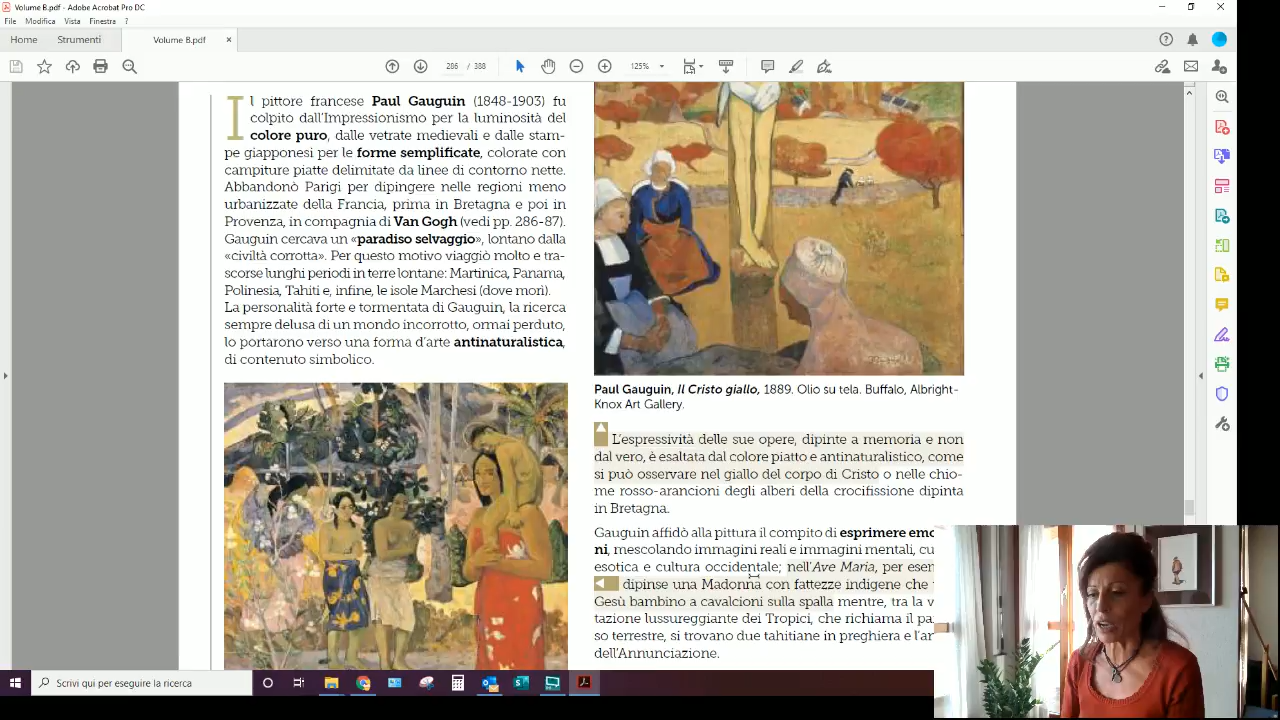 Volume B.pdf - Adobe Acrobat Pro DC
File Modifica Vista Finestra ?
Home Strumenti Volume B.pdf ×
286 / 388 125%
Il pittore francese Paul Gauguin (1848-1903) fu
colpito dall'Impressionismo per la luminosità del
colore puro, dalle vetrate medievali e dalle stam-
pe giapponesi per le forme semplificate, colorate con
campiture piatte delimitate da linee di contorno nette.
Abbandonò Parigi per dipingere nelle regioni meno
urbanizzate della Francia, prima in Bretagna e poi in
Provenza, in compagnia di Van Gogh (vedi pp. 286-87).
Gauguin cercava un «paradiso selvaggio», lontano dalla
«civiltà corrotta». Per questo motivo viaggiò molto e tra-
scorse lunghi periodi in terre lontane: Martinica, Panama,
Polinesia, Tahiti e, infine, le isole Marchesi (dove morì).
La personalità forte e tormentata di Gauguin, la ricerca
sempre delusa di un mondo incorrotto, ormai perduto,
lo portarono verso una forma d'arte antinaturalistica,
di contenuto simbolico.
Paul Gauguin, Il Cristo giallo, 1889. Olio su tela. Buffalo, Albright-
Knox Art Gallery.
L'espressività delle sue opere, dipinte a memoria e non
dal vero, è esaltata dal colore piatto e antinaturalistico, come
si può osservare nel giallo del corpo di Cristo o nelle chio-
me rosso-arancioni degli alberi della crocifissione dipinta
in Bretagna.
Gauguin affidò alla pittura il compito di esprimere emo
ni, mescolando immagini reali e immagini mentali, cu
esotica e cultura occidentale; nell'Ave Maria, per esem
dipinse una Madonna con fattezze indigene che
Gesù bambino a cavalcioni sulla spalla mentre, tra la v
tazione lussureggiante dei Tropici, che richiama il pa
so terrestre, si trovano due tahitiane in preghiera e l'ar
dell'Annunciazione.
Scrivi qui per eseguire la ricerca